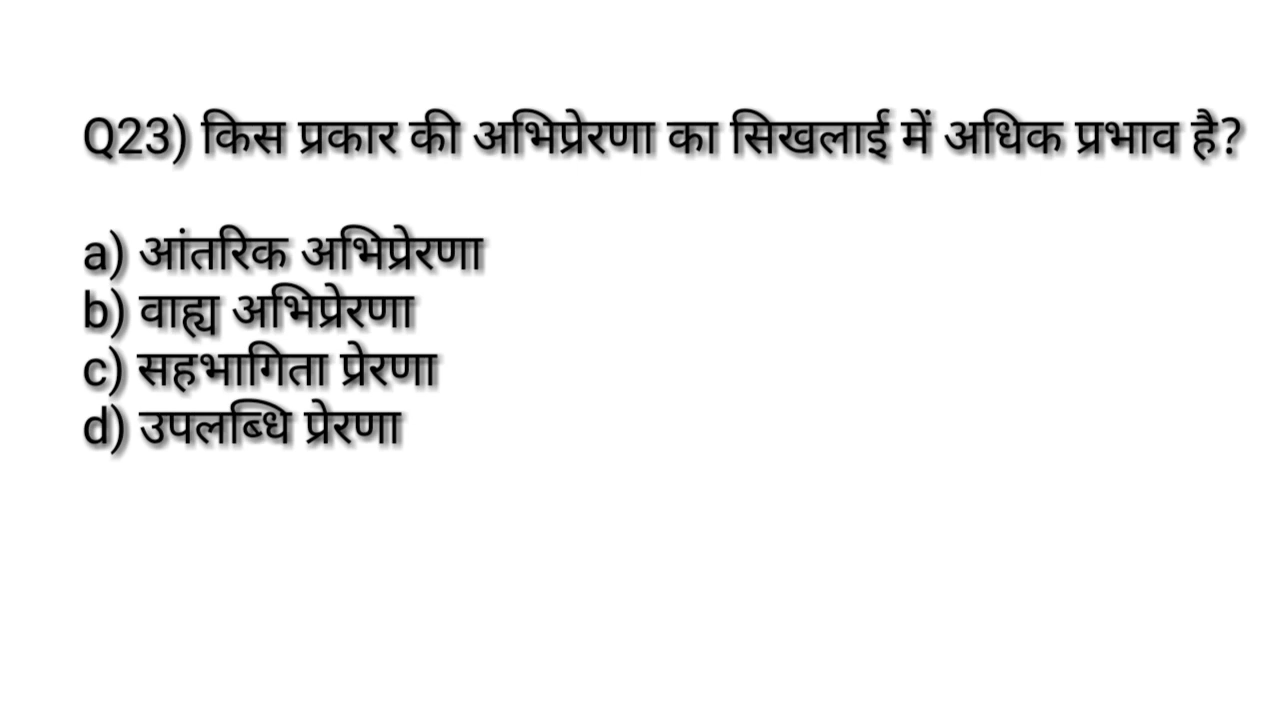 Q23) किस प्रकार की अभिप्रेरणा का सिखलाई में अधिक प्रभाव है?
a) आंतरिक अभिप्रेरणा
b) वाह्य अभिप्रेरणा
c) सहभागिता प्रेरणा
d) उपलब्धि प्रेरणा